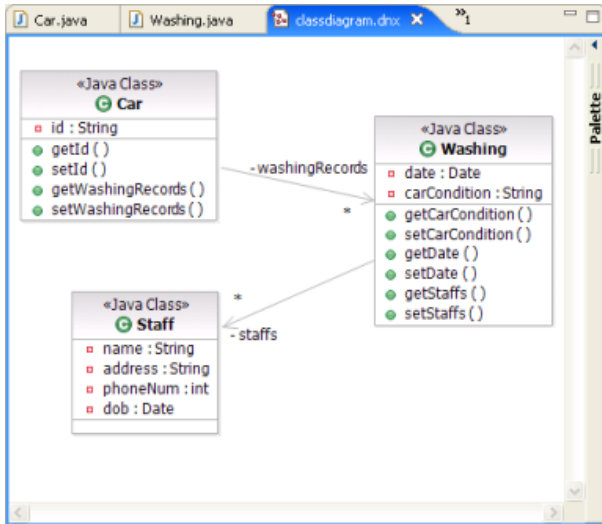 Car.java
Washing.java
classdiagram.dnx
»1
Palette
«Java Class»
C Car
id : String
getId ( )
setId ( )
getWashingRecords ( )
setWashingRecords ( )
-washingRecords
*
«Java Class»
C Washing
date : Date
carCondition : String
getCarCondition ( )
setCarCondition ( )
getDate ( )
setDate ( )
getStaffs ( )
setStaffs ( )
*
- staffs
«Java Class»
C Staff
name : String
address : String
phoneNum : int
dob : Date